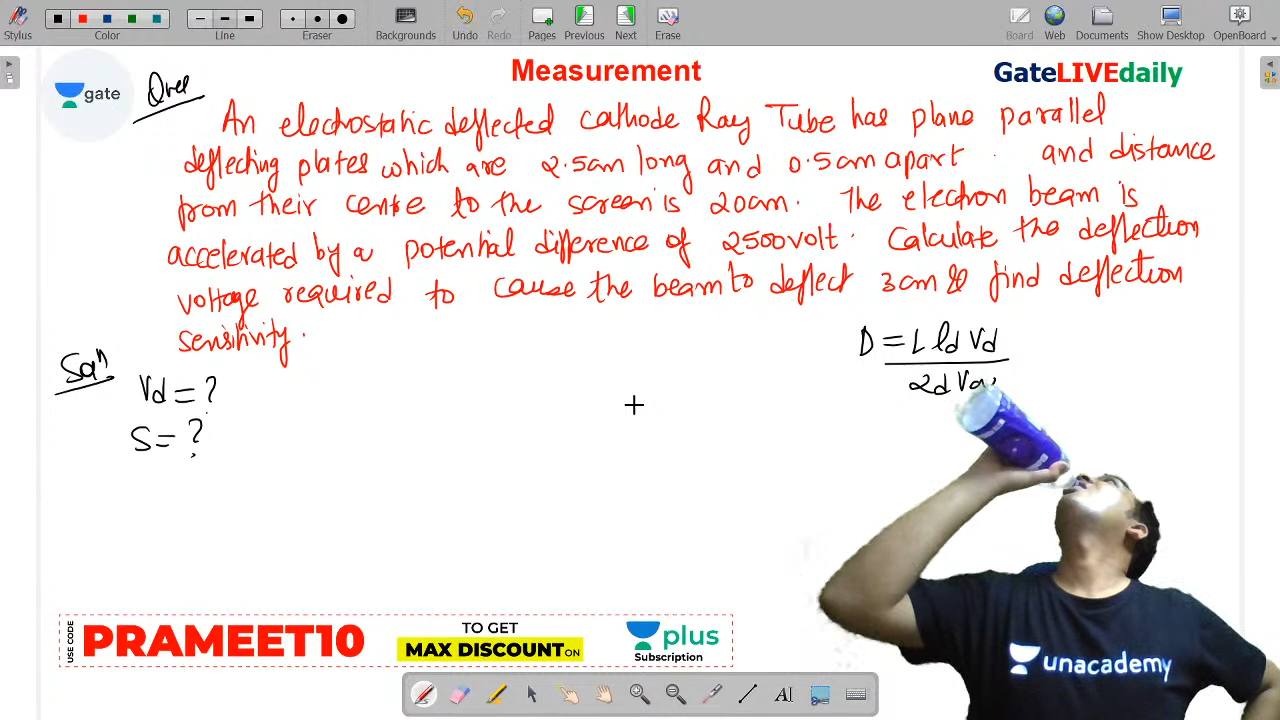 Stylus
Color
Line
Eraser
Backgrounds
Undo
Redo
Pages
Previous
Next
Erase
Board
Web
Documents
Show Desktop
OpenBoard
gate
Ques
Measurement
GateLIVEdaily
An electrostatic deflected cathode Ray Tube has plane parallel
deflecting plates which are 2.5cm long and 0.5cm apart . and distance
from their centre to the screen is 20cm. The electron beam is
accelerated by a potential difference of 2500volt. Calculate the deflection
voltage required to cause the beam to deflect 3cm & find deflection
sensitivity.
Sol^n
Vd = ?
S = ?
D = L ld Vd
2d Va
USE CODE
PRAMEET10
TO GET
MAX DISCOUNT ON
plus
Subscription
unacademy
AI